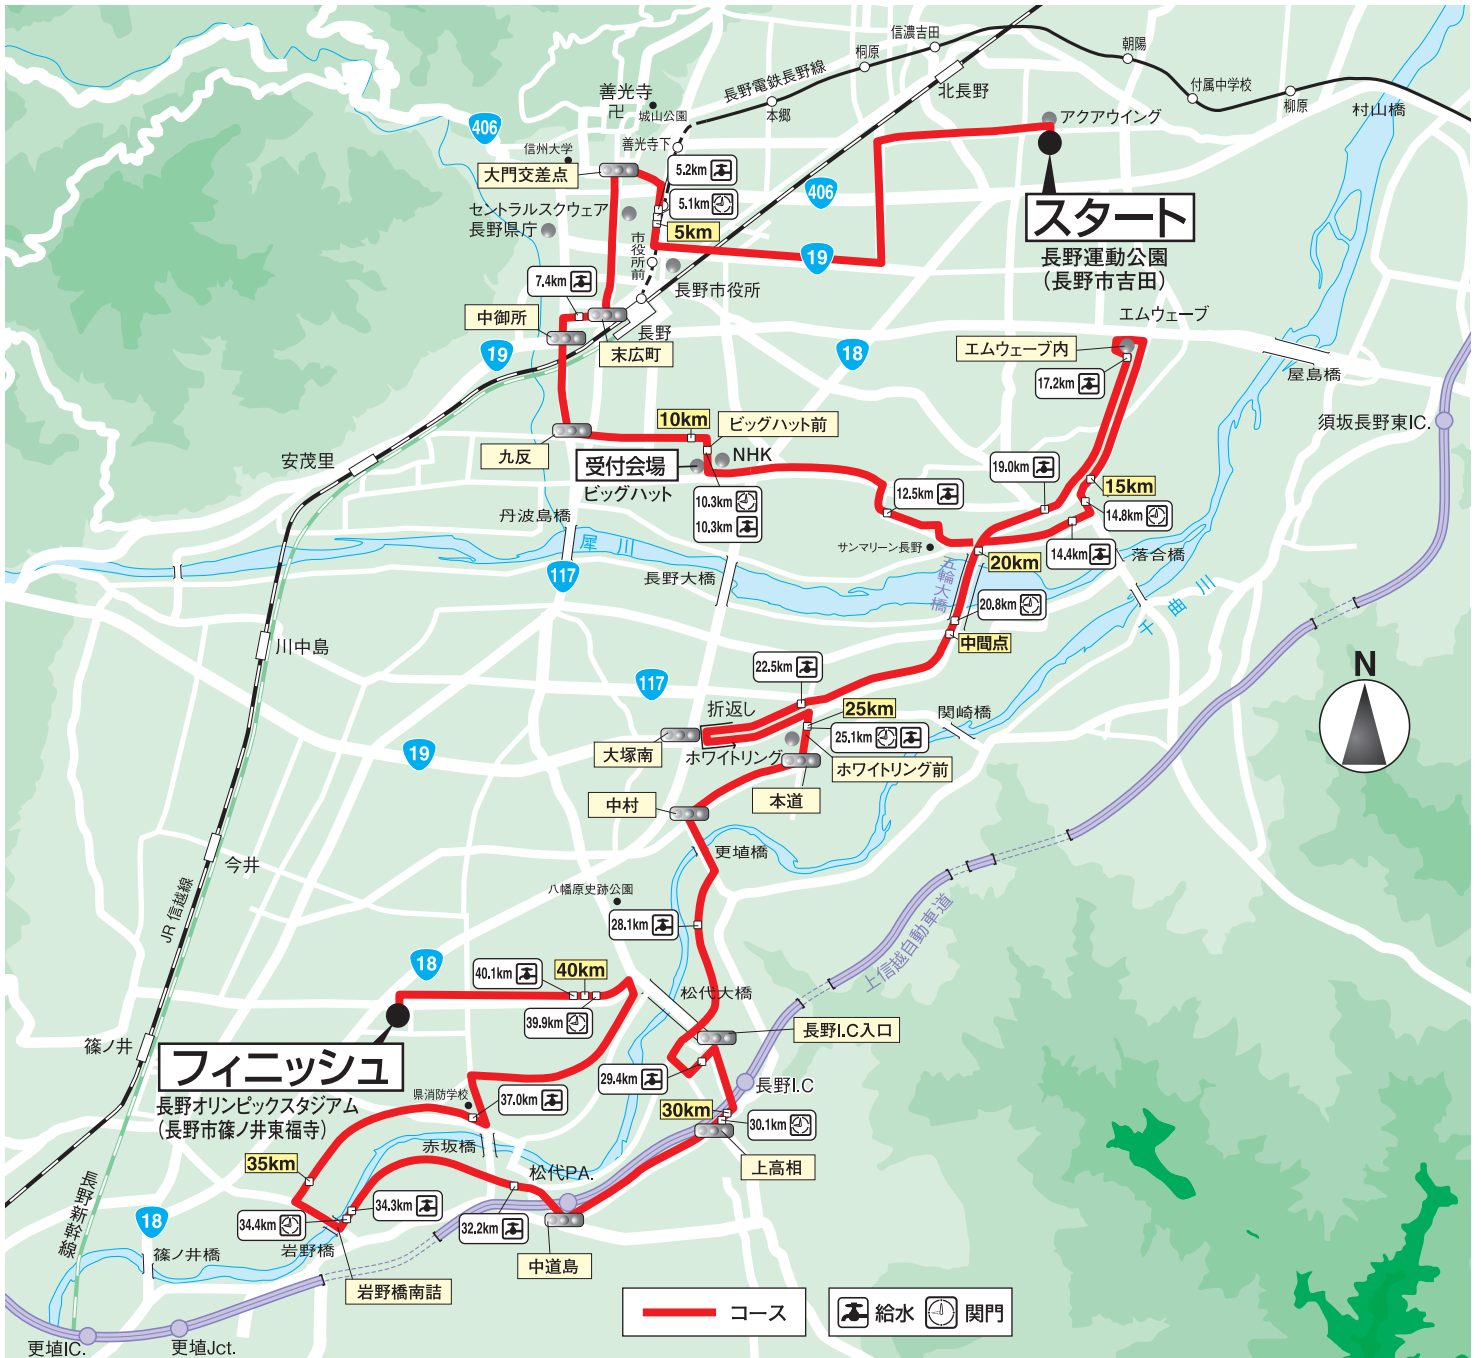 信濃吉田
朝陽
桐原
長野電鉄長野線
付属中学校
北長野
柳原
村山橋
善光寺
卍
城山公園
本郷
アクアウイング
406
善光寺下
信州大学
大門交差点
5.2km
406
5.1km
スタート
セントラルスクウェア
長野県庁
5km
市役所前
19
長野運動公園
(長野市吉田)
7.4km
長野市役所
中御所
エムウェーブ
長野
19
末広町
18
エムウェーブ内
屋島橋
17.2km
10km
ビッグハット前
須坂長野東IC.
九反
安茂里
受付会場
NHK
19.0km
15km
ビッグハット
10.3km
10.3km
12.5km
14.8km
丹波島橋
犀川
サンマリーン長野
14.4km
落合橋
20km
117
長野大橋
五輪大橋
20.8km
千曲川
中間点
川中島
22.5km
117
N
折返し
25km
関崎橋
25.1km
19
大塚南
ホワイトリング
ホワイトリング前
中村
本道
更埴橋
今井
JR信越線
八幡原史跡公園
28.1km
上信越自動車道
18
40.1km
40km
松代大橋
39.9km
長野I.C入口
篠ノ井
フィニッシュ
長野オリンピックスタジアム
(長野市篠ノ井東福寺)
29.4km
長野I.C
県消防学校
37.0km
30km
30.1km
赤坂橋
上高相
35km
松代PA.
長野新幹線
34.3km
18
34.4km
32.2km
岩野橋
篠ノ井橋
中道島
岩野橋南詰
コース
給水
関門
更埴IC.
更埴Jct.